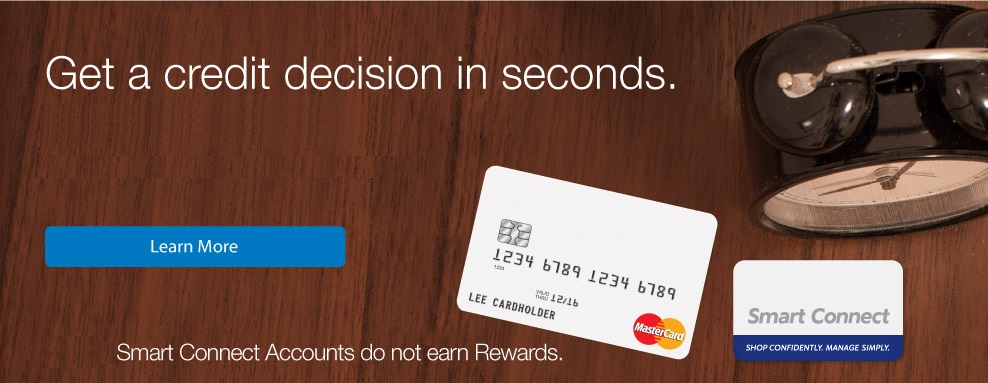 Get a credit decision in seconds.
Learn More
1234 6789 1234 6789
1234
VALID
THRU 12/16
LEE CARDHOLDER
MasterCard
Smart Connect
SHOP CONFIDENTLY. MANAGE SIMPLY.
Smart Connect Accounts do not earn Rewards.